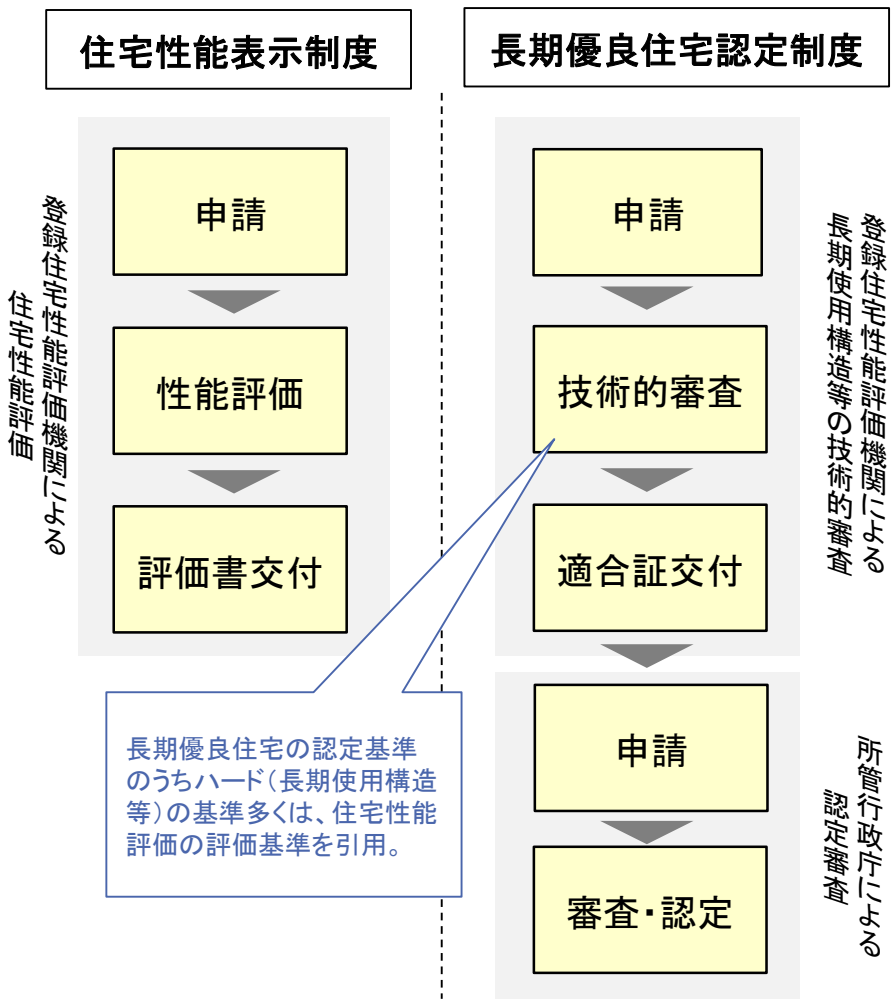 住宅性能表示制度
登録住宅性能評価機関による
住宅性能評価
申請
性能評価
評価書交付
長期優良住宅認定制度
申請
技術的審査
適合証交付
登録住宅性能評価機関による
長期使用構造等の技術的審査
長期優良住宅の認定基準
のうちハード(長期使用構造
等)の基準多くは、住宅性能
評価の評価基準を引用。
申請
審査・認定
所管行政庁による
認定審査